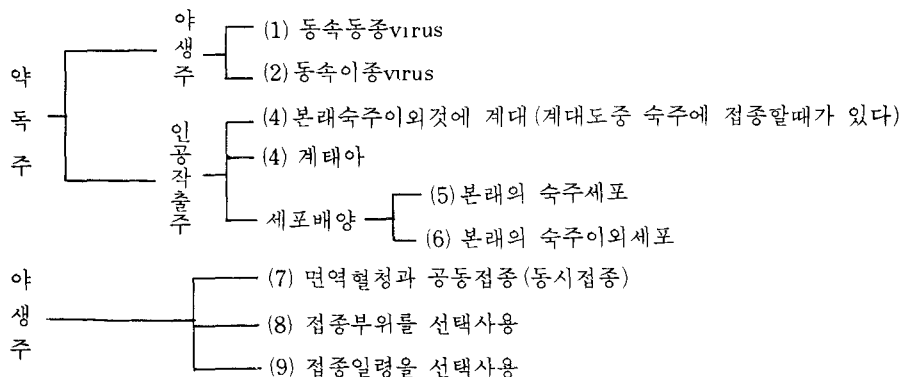 약독주
야생주
(1) 동속동종virus
(2) 동속이종virus
인공작출주
(4) 본래숙주이외것에 계대 (계대도중 숙주에 접종할때가 있다)
(4) 계태아
세포배양
(5) 본래의 숙주세포
(6) 본래의 숙주이외세포
야생주
(7) 면역혈청과 공동접종 (동시접종)
(8) 접종부위를 선택사용
(9) 접종일령을 선택사용